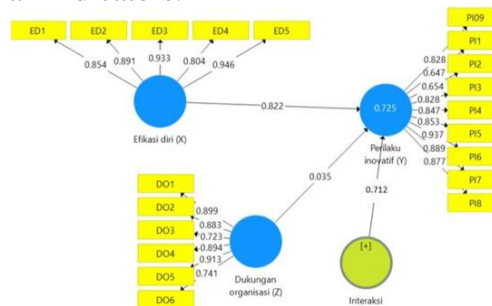 ED1
ED2
ED3
ED4
ED5
0.854
0.891
0.933
0.804
0.946
Efikasi diri (X)
0.822
PI09
PI1
PI2
PI3
PI4
PI5
PI6
PI7
PI8
0.828
0.647
0.654
0.828
0.847
0.853
0.937
0.889
0.877
0.725
Perilaku
inovatif (Y)
0.035
0.712
DO1
DO2
DO3
DO4
DO5
DO6
0.899
0.883
0.723
0.894
0.913
0.741
Dukungan
organisasi (Z)
[+]
Interaksi